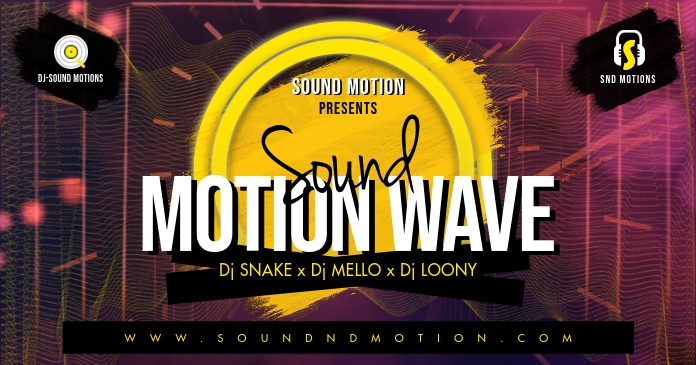 DJ-SOUND MOTIONS
SND MOTIONS
SOUND MOTION
PRESENTS
Sound
MOTION WAVE
Dj SNAKE x Dj MELLO x Dj LOONY
WWW.SOUNDNDMOTION.COM